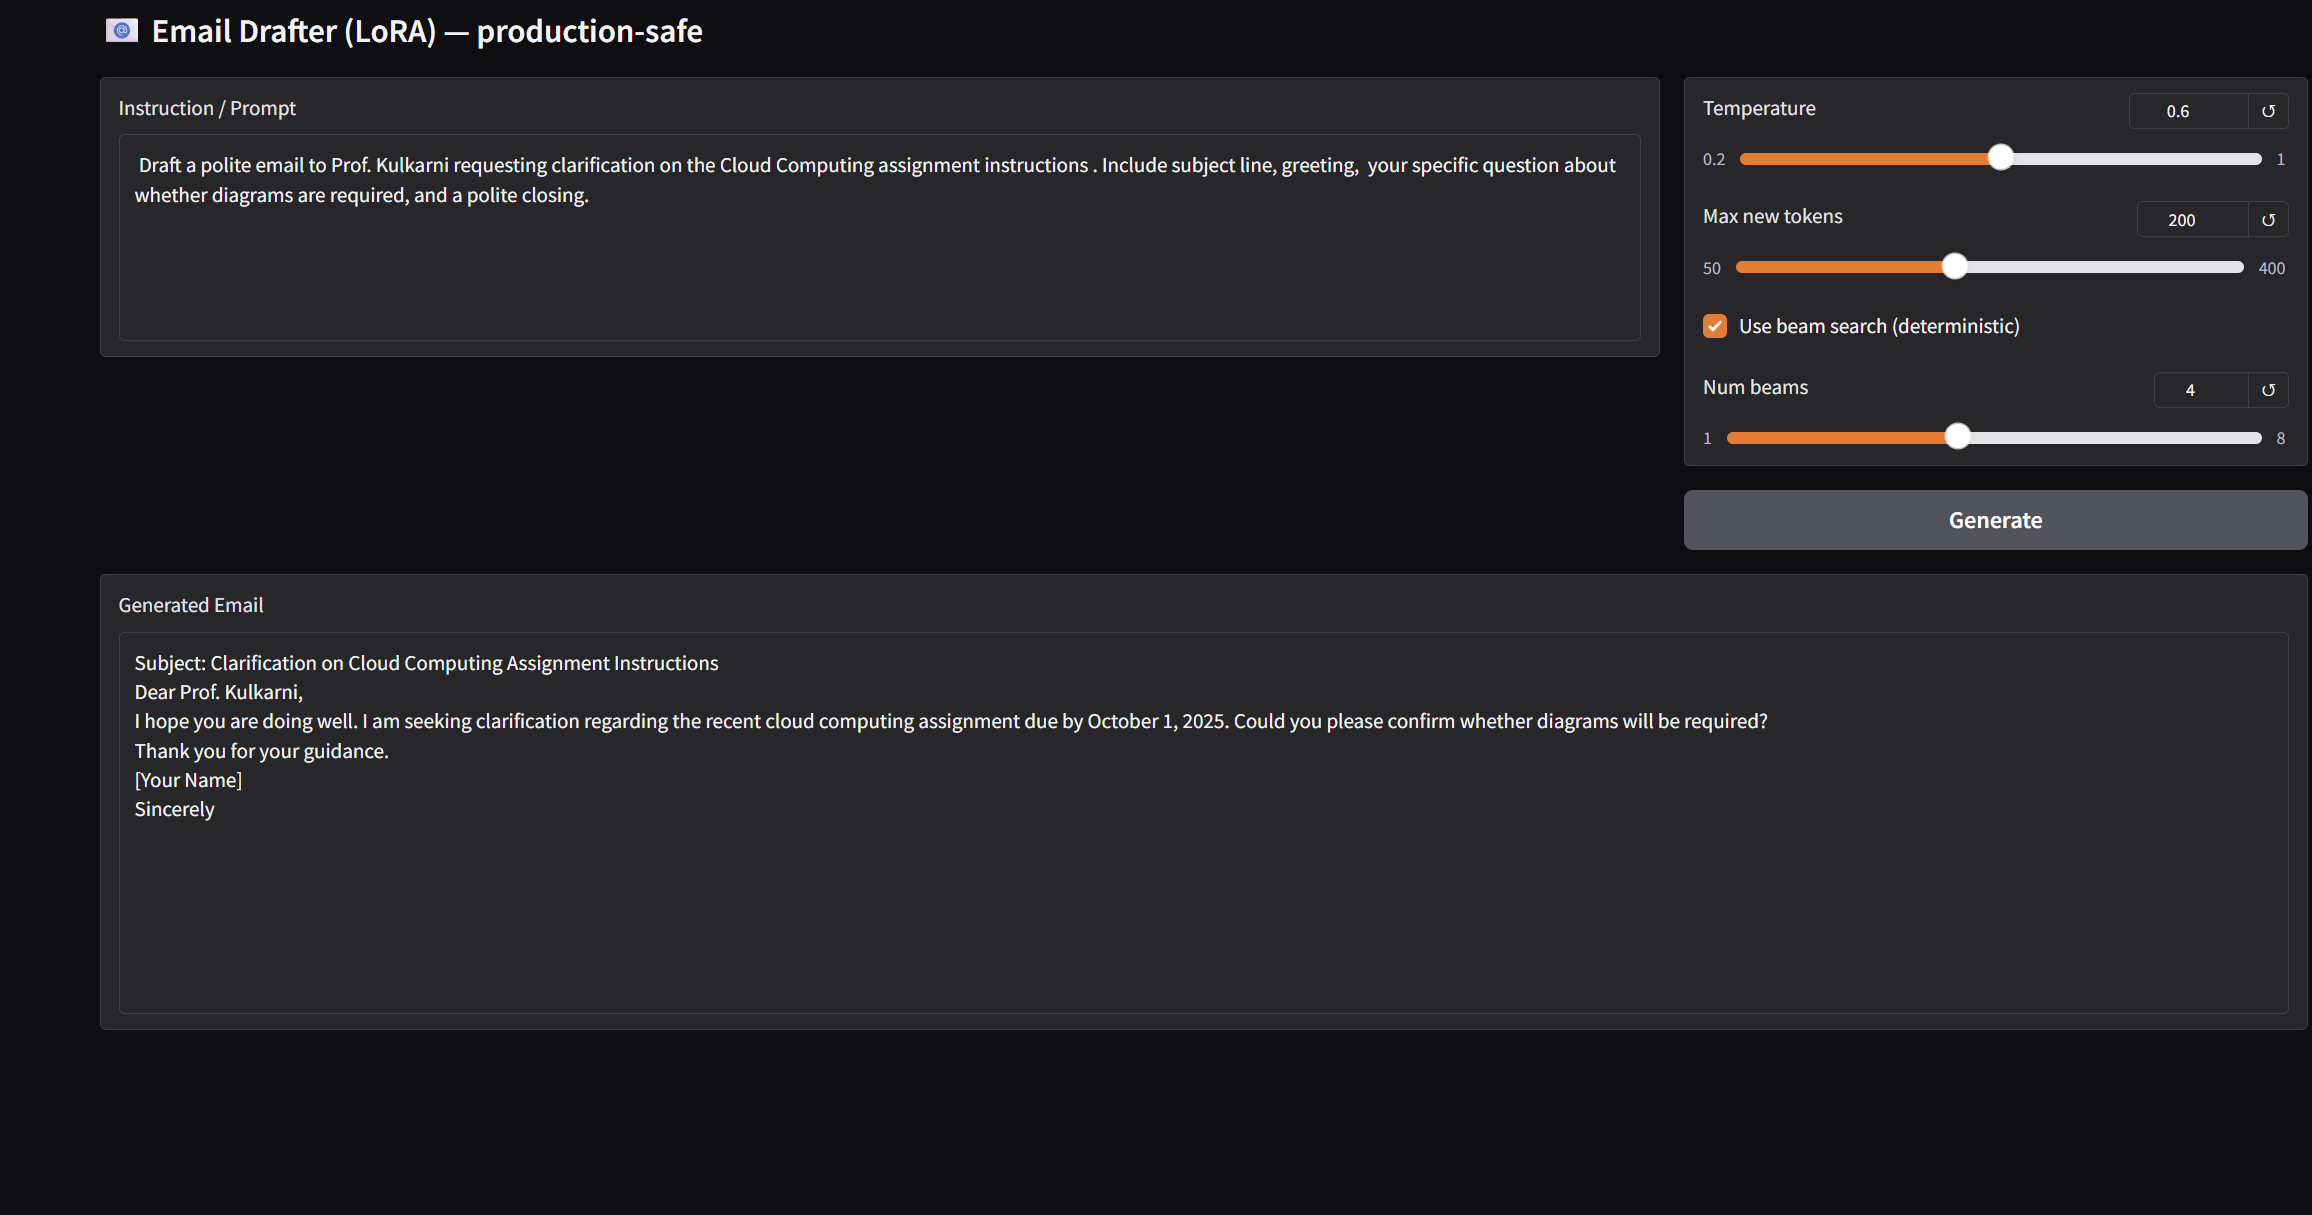 Email Drafter (LoRA) — production-safe
Instruction / Prompt
Draft a polite email to Prof. Kulkarni requesting clarification on the Cloud Computing assignment instructions . Include subject line, greeting,  your specific question about
whether diagrams are required, and a polite closing.
Temperature
0.6
↺
0.2
1
Max new tokens
200
↺
50
400
Use beam search (deterministic)
Num beams
4
↺
1
8
Generate
Generated Email
Subject: Clarification on Cloud Computing Assignment Instructions
Dear Prof. Kulkarni,
I hope you are doing well. I am seeking clarification regarding the recent cloud computing assignment due by October 1, 2025. Could you please confirm whether diagrams will be required?
Thank you for your guidance.
[Your Name]
Sincerely